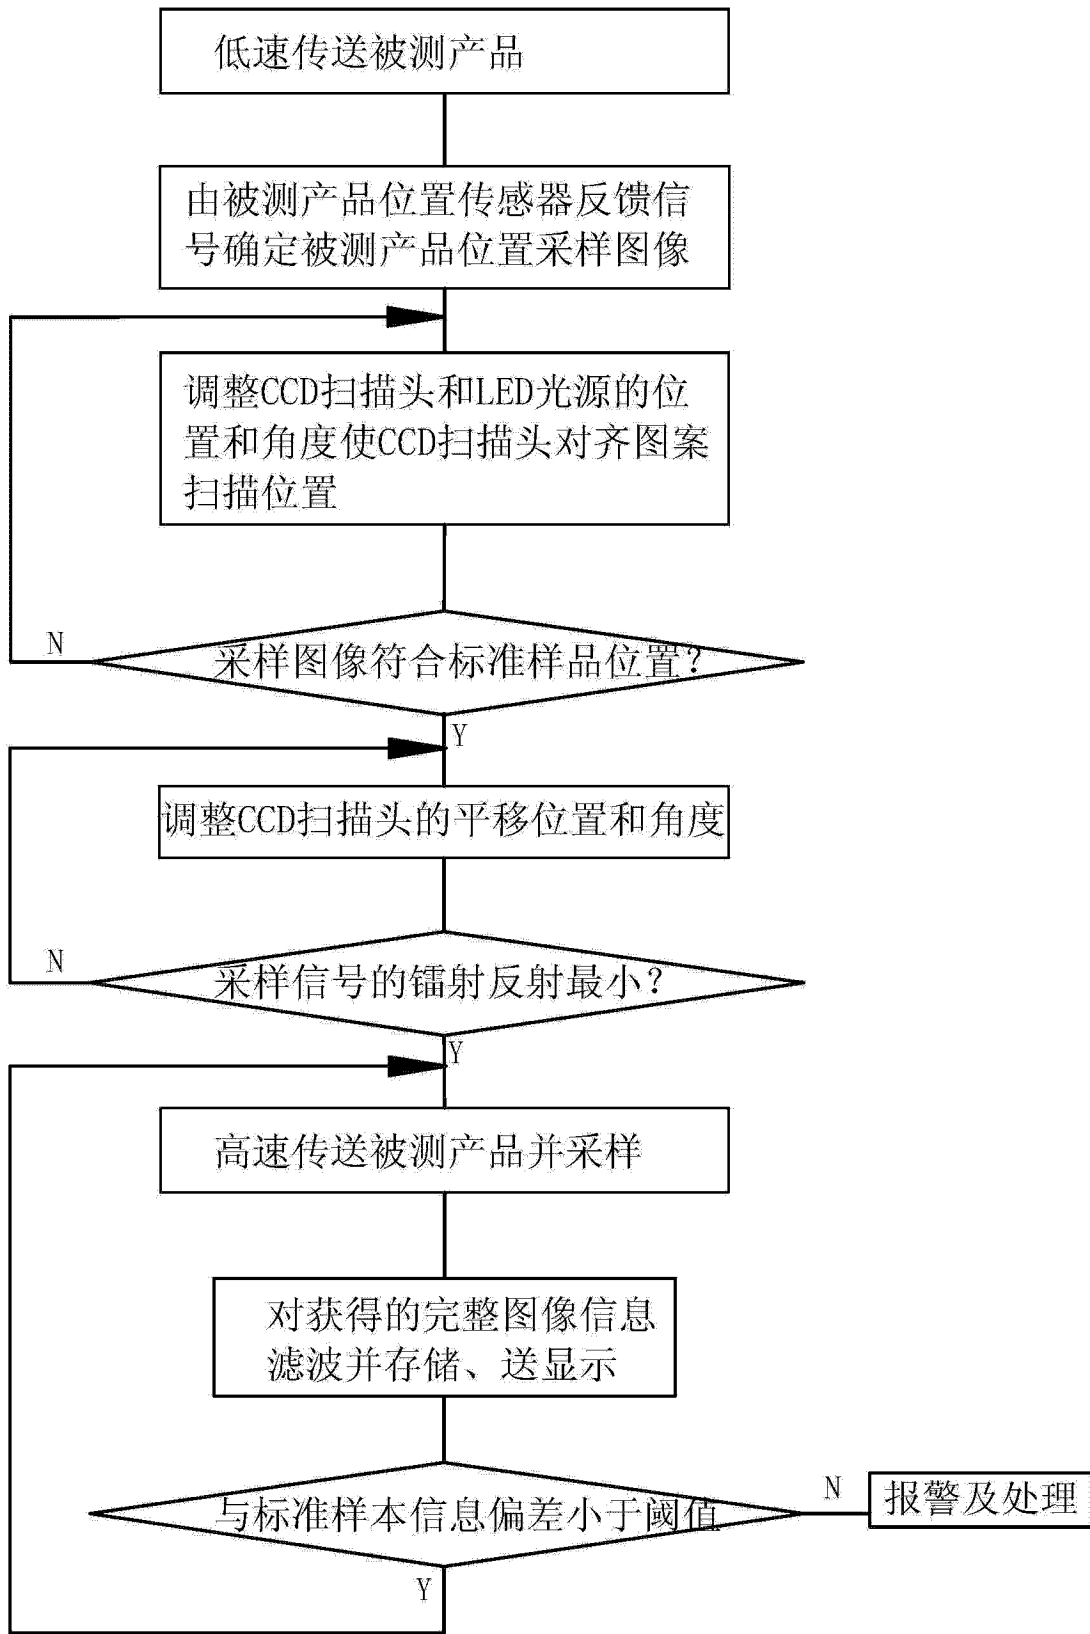 低速传送被测产品
由被测产品位置传感器反馈信
号确定被测产品位置采样图像
调整CCD扫描头和LED光源的位
置和角度使CCD扫描头对齐图案
扫描位置
N
采样图像符合标准样品位置?
Y
调整CCD扫描头的平移位置和角度
N
采样信号的镭射反射最小?
Y
高速传送被测产品并采样
对获得的完整图像信息
滤波并存储、送显示
与标准样本信息偏差小于阈值
N
报警及处理
Y